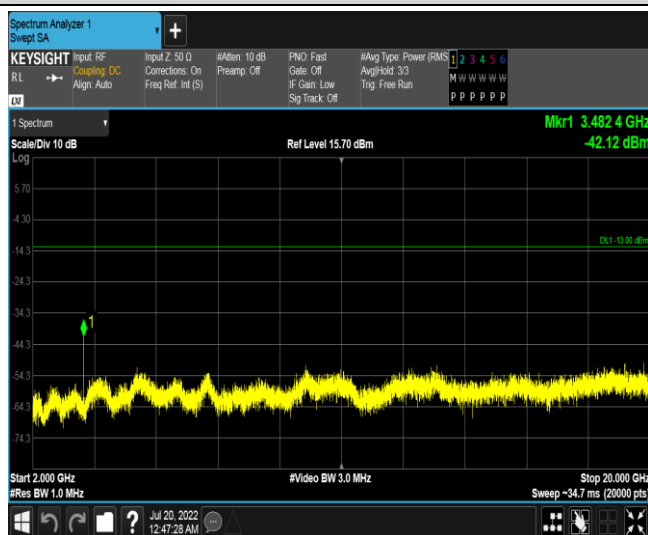 Spectrum Analyzer 1
Swept SA
+
KEYSIGHT
RL
LXI
Input: RF
Coupling: DC
Align: Auto
Input Z: 50 Ω
Corrections: On
Freq Ref: Int (S)
#Atten: 10 dB
Preamp: Off
PNO: Fast
Gate: Off
IF Gain: Low
Sig Track: Off
#Avg Type: Power (RMS
Avg|Hold: 3/3
Trig: Free Run
1 2 3 4 5 6
M W W W W W
P P P P P P
1 Spectrum
Mkr1 3.482 4 GHz
-42.12 dBm
Scale/Div 10 dB
Ref Level 15.70 dBm
Log
5.70
-4.30
DL1 -13.00 dBm
-14.3
-24.3
-34.3
1
-44.3
-54.3
-64.3
-74.3
Start 2.000 GHz
#Video BW 3.0 MHz
Stop 20.000 GHz
#Res BW 1.0 MHz
Sweep ~34.7 ms (20000 pts)
?
Jul 20, 2022
12:47:28 AM